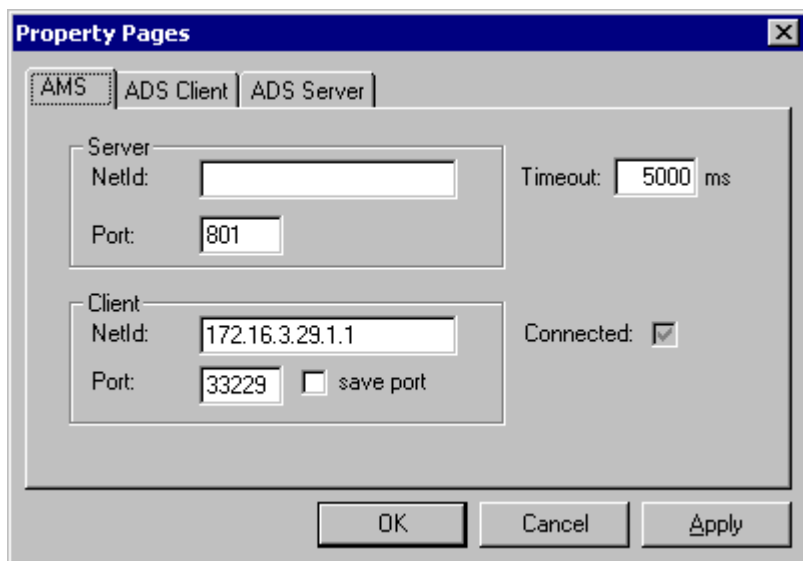 Property Pages
AMS ADS Client ADS Server
Server
NetId:
Timeout: 5000 ms
Port: 801
Client
NetId: 172.16.3.29.1.1
Connected:
Port: 33229 save port
OK Cancel Apply